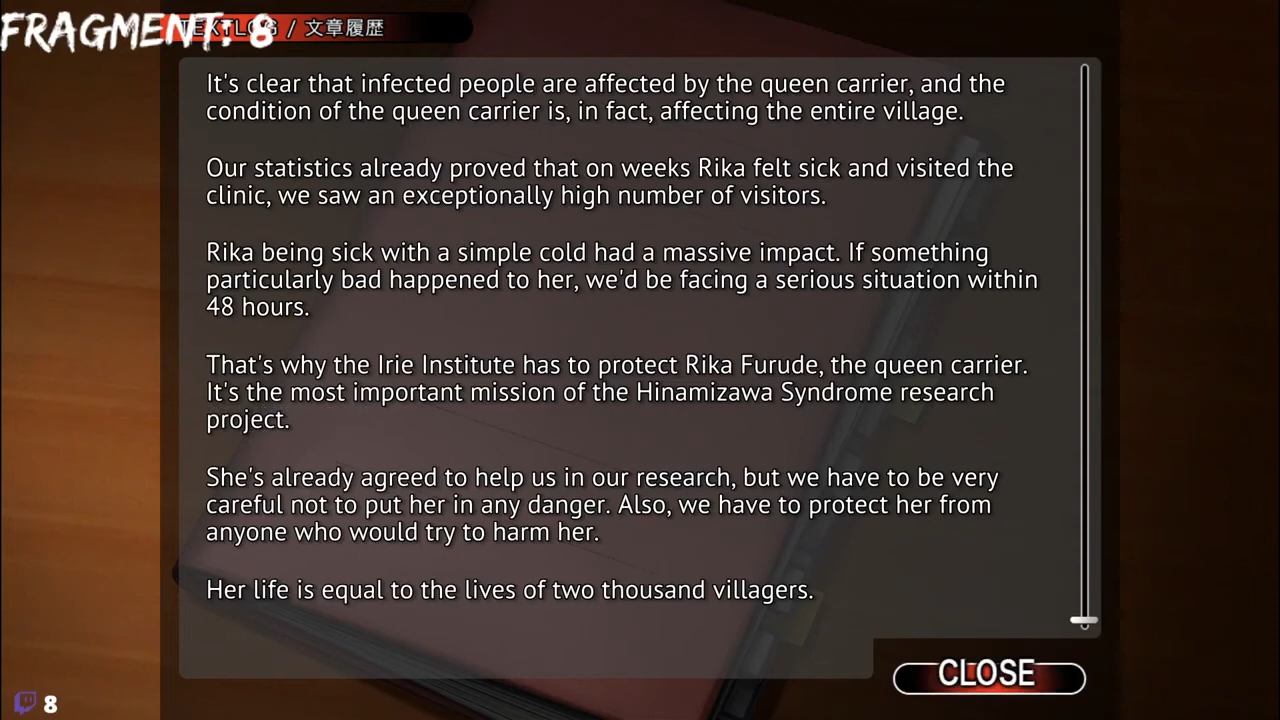 FRAGMENT: 8
TEXTLOG / 文章履歴
It's clear that infected people are affected by the queen carrier, and the
condition of the queen carrier is, in fact, affecting the entire village.
Our statistics already proved that on weeks Rika felt sick and visited the
clinic, we saw an exceptionally high number of visitors.
Rika being sick with a simple cold had a massive impact. If something
particularly bad happened to her, we'd be facing a serious situation within
48 hours.
That's why the Irie Institute has to protect Rika Furude, the queen carrier.
It's the most important mission of the Hinamizawa Syndrome research
project.
She's already agreed to help us in our research, but we have to be very
careful not to put her in any danger. Also, we have to protect her from
anyone who would try to harm her.
Her life is equal to the lives of two thousand villagers.
CLOSE
8